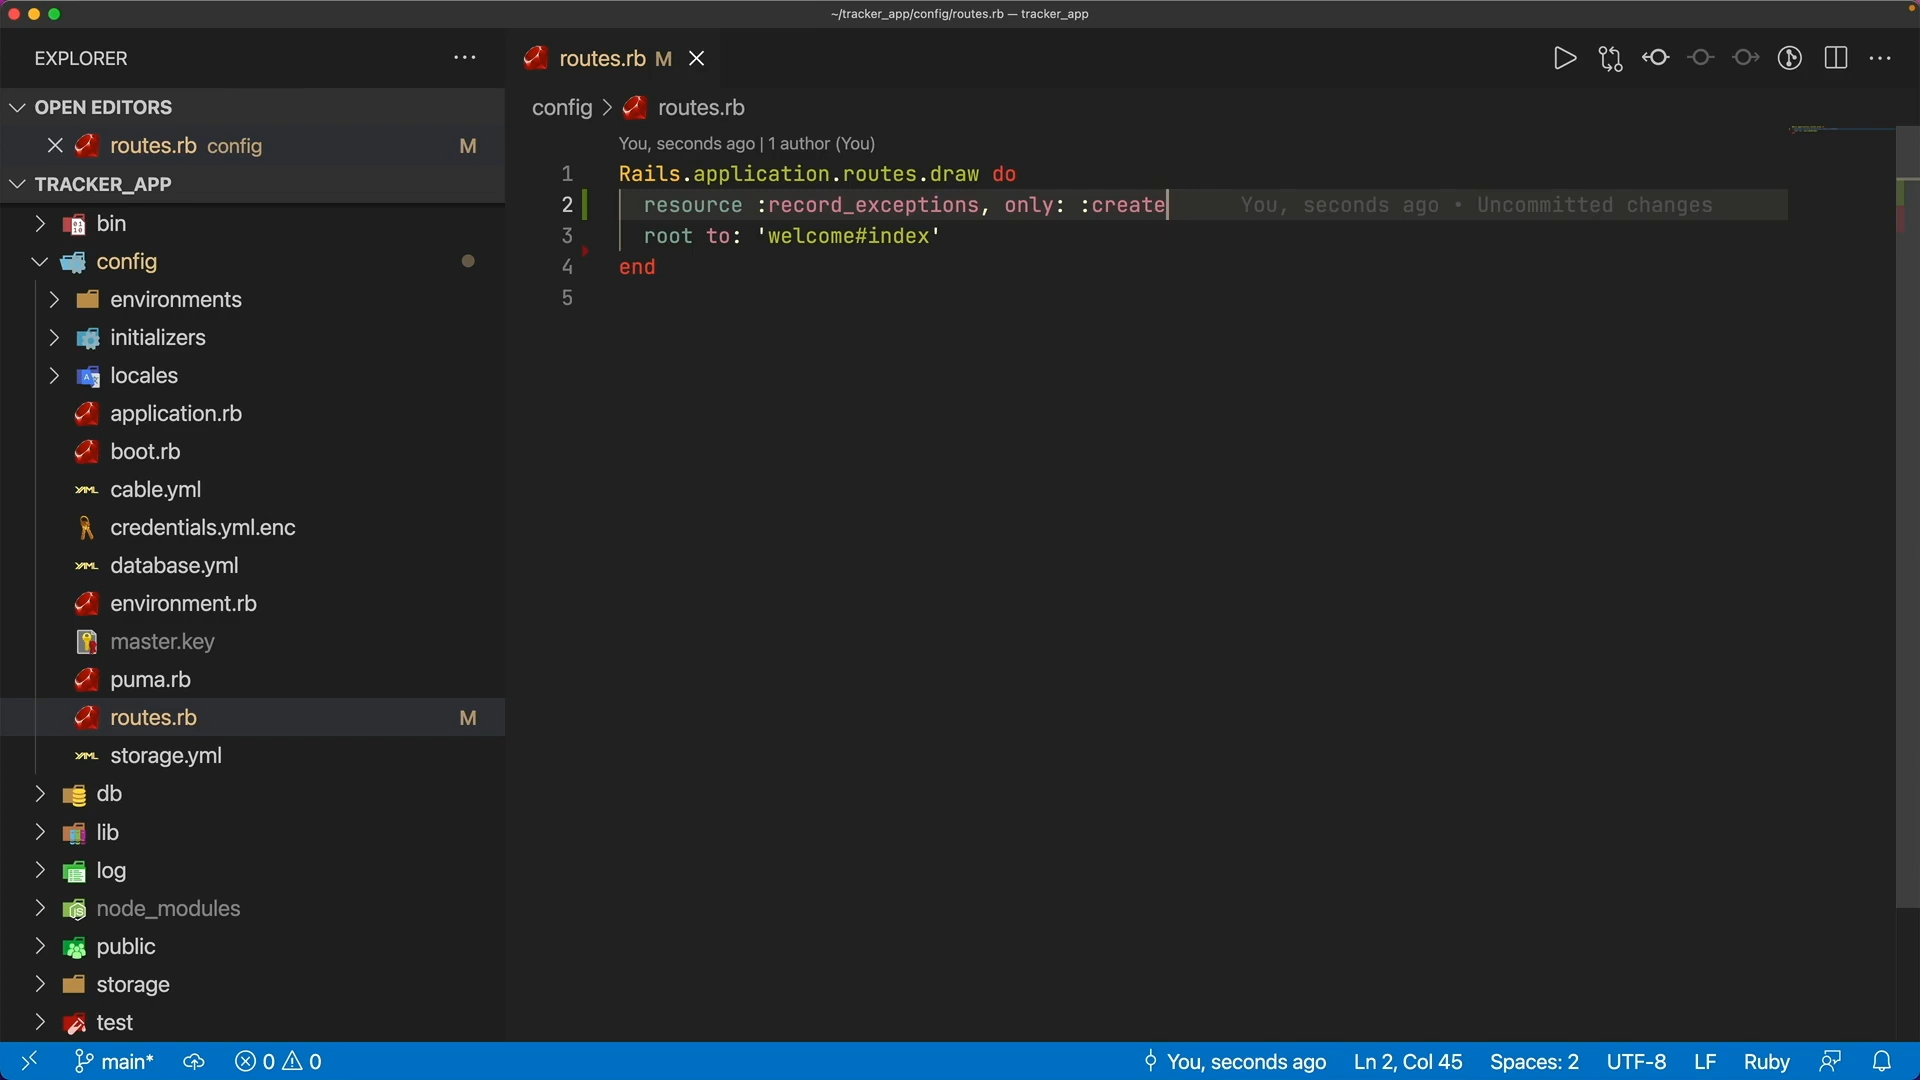 ~/tracker_app/config/routes.rb — tracker_app
EXPLORER
routes.rb M
OPEN EDITORS
routes.rb config M
config > routes.rb
TRACKER_APP
You, seconds ago | 1 author (You)
1 Rails.application.routes.draw do
2 resource :record_exceptions, only: :create You, seconds ago • Uncommitted changes
3 root to: 'welcome#index'
4 end
5
bin
config
environments
initializers
locales
application.rb
boot.rb
cable.yml
credentials.yml.enc
database.yml
environment.rb
master.key
puma.rb
routes.rb M
storage.yml
db
lib
log
node_modules
public
storage
test
main* 0 0 You, seconds ago Ln 2, Col 45 Spaces: 2 UTF-8 LF Ruby